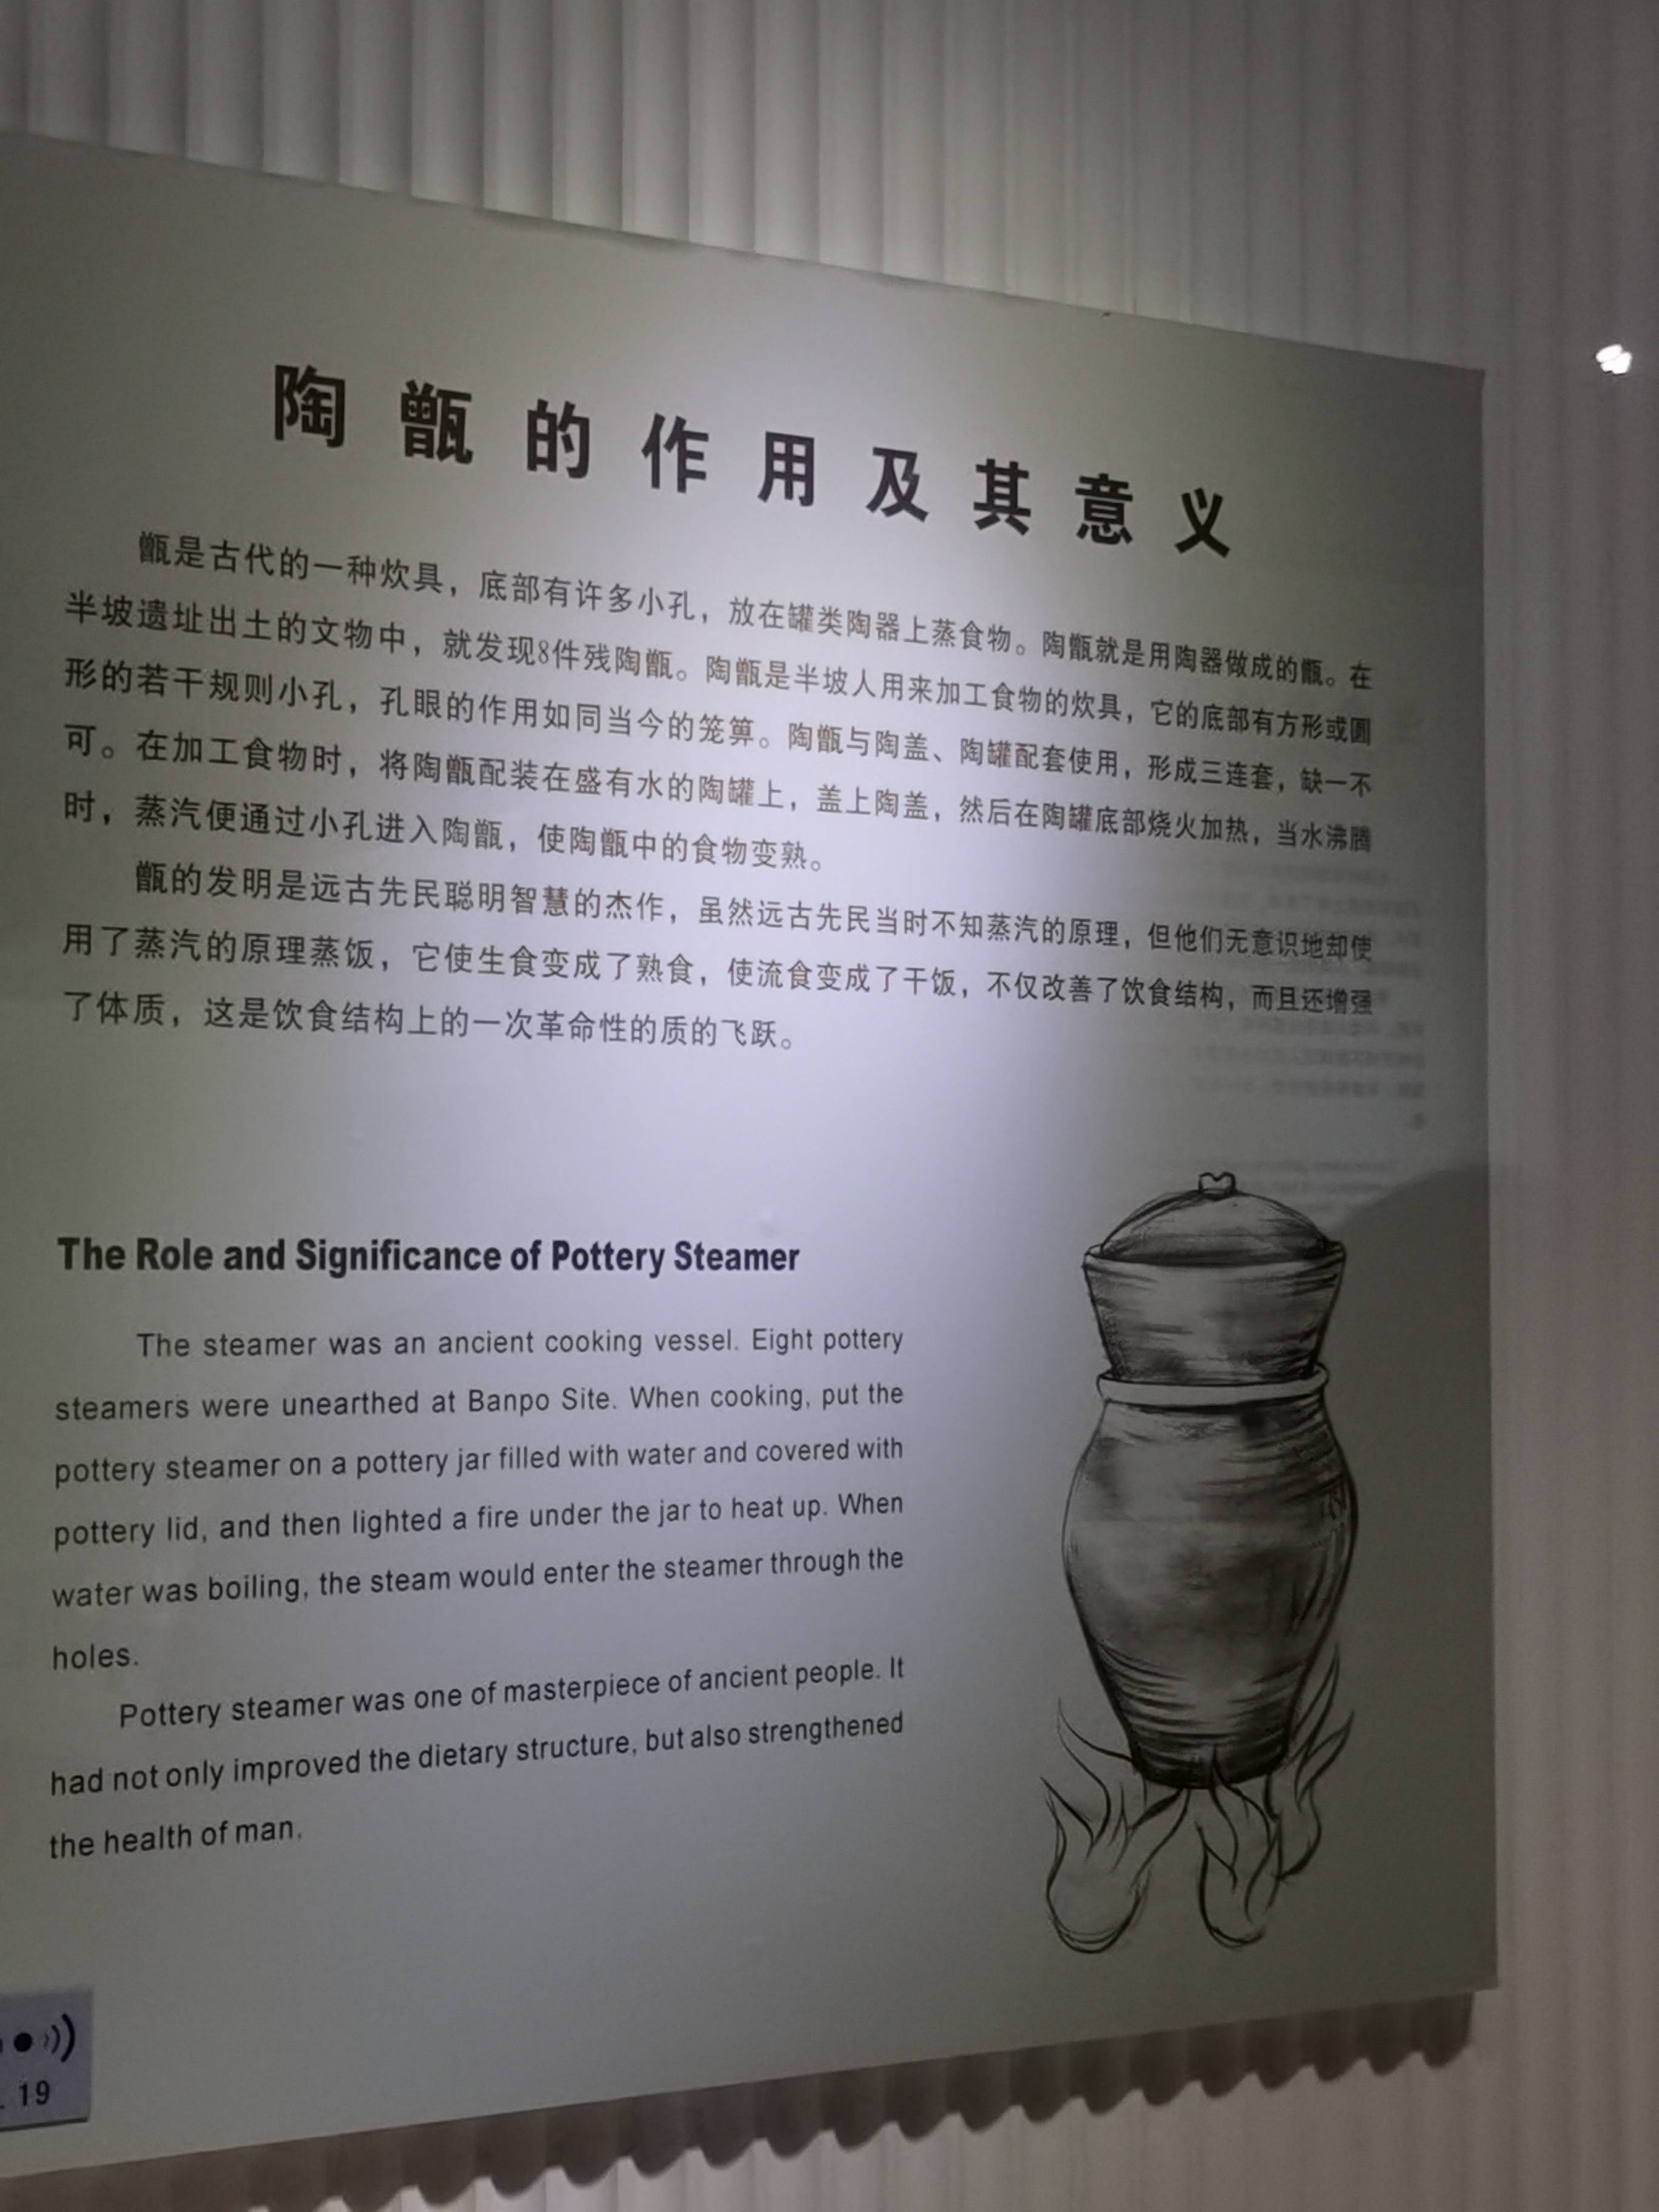 陶甑的作用及其意义
甑是古代的一种炊具，底部有许多小孔，放在罐类陶器上蒸食物。陶甑就是用陶器做成的甑。在
半坡遗址出土的文物中，就发现8件残陶甑。陶甑是半坡人用来加工食物的炊具，它的底部有方形或圆
形的若干规则小孔，孔眼的作用如同当今的笼箅。陶甑与陶盖、陶罐配套使用，形成三连套，缺一不
可。在加工食物时，将陶甑配装在盛有水的陶罐上，盖上陶盖，然后在陶罐底部烧火加热，当水沸腾
时，蒸汽便通过小孔进入陶甑，使陶甑中的食物变熟。
甑的发明是远古先民聪明智慧的杰作，虽然远古先民当时不知蒸汽的原理，但他们无意识地却使
用了蒸汽的原理蒸饭，它使生食变成了熟食，使流食变成了干饭，不仅改善了饮食结构，而且还增强
了体质，这是饮食结构上的一次革命性的质的飞跃。
The Role and Significance of Pottery Steamer
The steamer was an ancient cooking vessel. Eight pottery
steamers were unearthed at Banpo Site. When cooking, put the
pottery steamer on a pottery jar filled with water and covered with
pottery lid, and then lighted a fire under the jar to heat up. When
water was boiling, the steam would enter the steamer through the
holes.
Pottery steamer was one of masterpiece of ancient people. It
had not only improved the dietary structure, but also strengthened
the health of man.
19